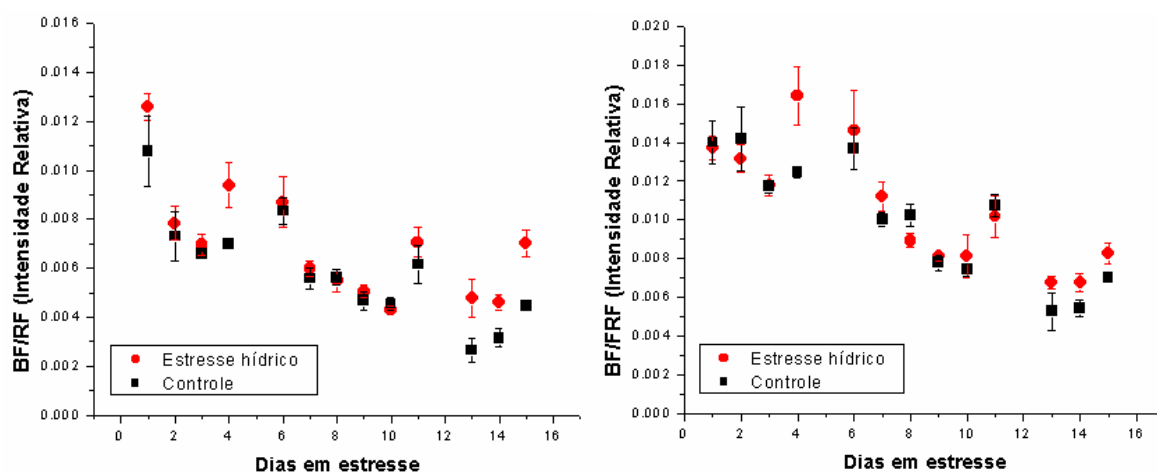 BF/RF (Intensidade Relativa)
0.016
0.014
0.012
0.010
0.008
0.006
0.004
0.002
0.000
Estresse hídrico
Controle
0 2 4 6 8 10 12 14 16
Dias em estresse
BF/FRF (Intensidade Relativa)
0.020
0.018
0.016
0.014
0.012
0.010
0.008
0.006
0.004
0.002
0.000
Estresse hídrico
Controle
0 2 4 6 8 10 12 14 16
Dias em estresse